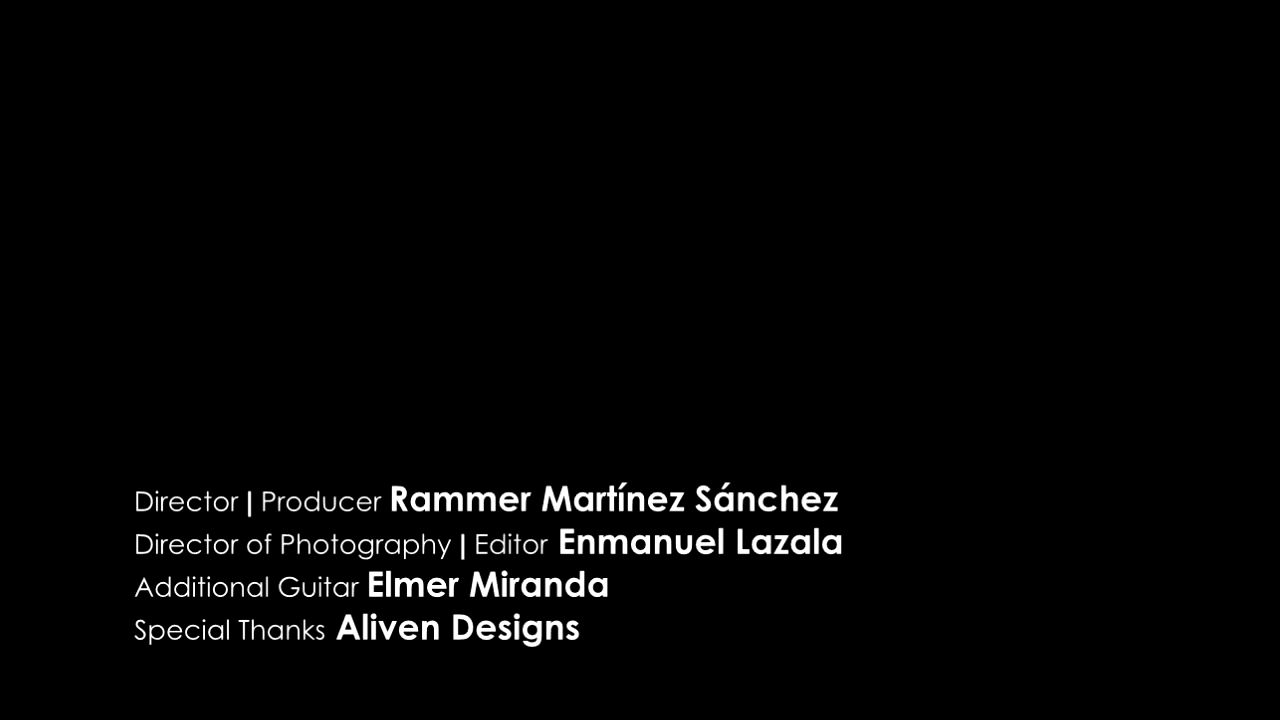 Director | Producer Rammer Martínez Sánchez
Director of Photography | Editor Enmanuel Lazala
Additional Guitar Elmer Miranda
Special Thanks Aliven Designs